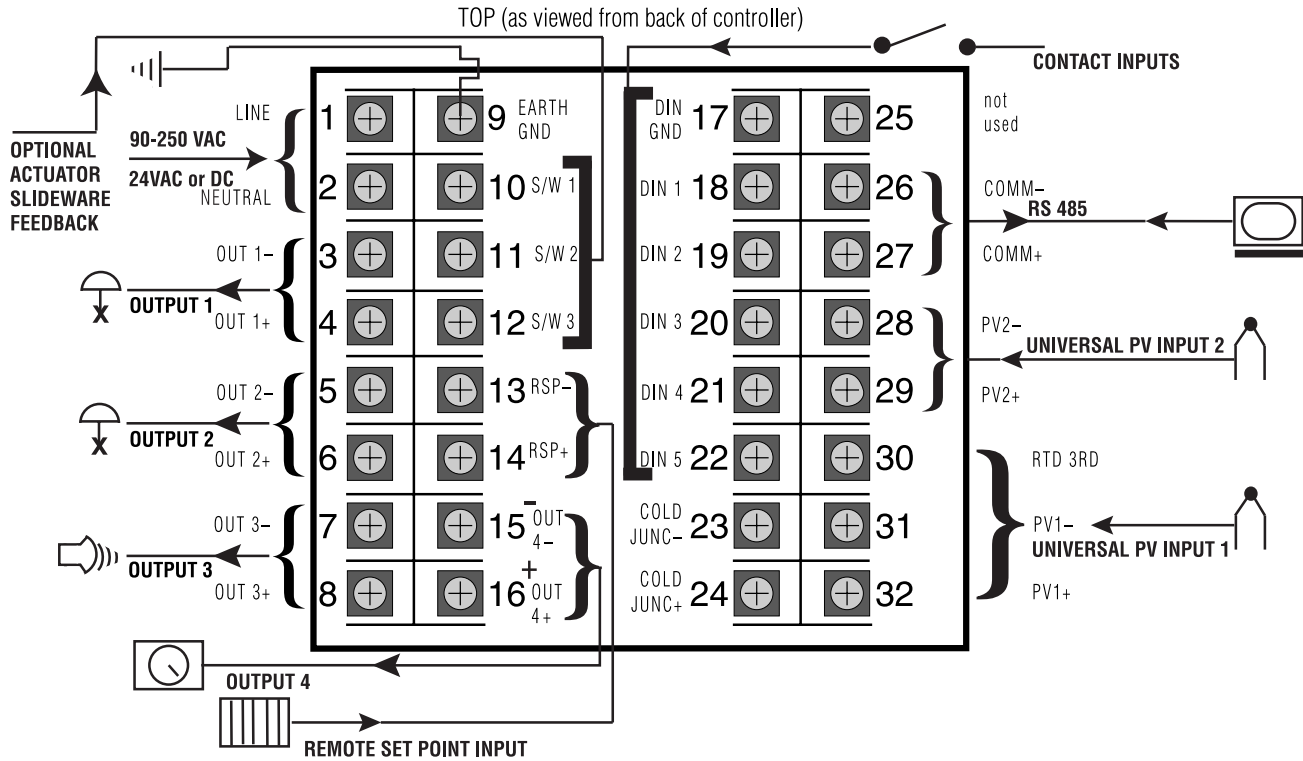 TOP (as viewed from back of controller)
CONTACT INPUTS
OPTIONAL
ACTUATOR
SLIDEWARE
FEEDBACK
90-250 VAC
24VAC or DC
LINE
NEUTRAL
OUT 1–
OUTPUT 1
OUT 1+
OUT 2–
OUTPUT 2
OUT 2+
OUT 3–
OUTPUT 3
OUT 3+
1
2
3
4
5
6
7
8
9 EARTH
GND
10 S/W 1
11 S/W 2
12 S/W 3
13 RSP–
14 RSP+
–
15 OUT
4–
+
16 OUT
4+
DIN
GND 17
DIN 1 18
DIN 2 19
DIN 3 20
DIN 4 21
DIN 5 22
COLD
JUNC– 23
COLD
JUNC+ 24
25
26
27
28
29
30
31
32
not
used
COMM–
RS 485
COMM+
PV2–
UNIVERSAL PV INPUT 2
PV2+
RTD 3RD
PV1–
UNIVERSAL PV INPUT 1
PV1+
OUTPUT 4
REMOTE SET POINT INPUT